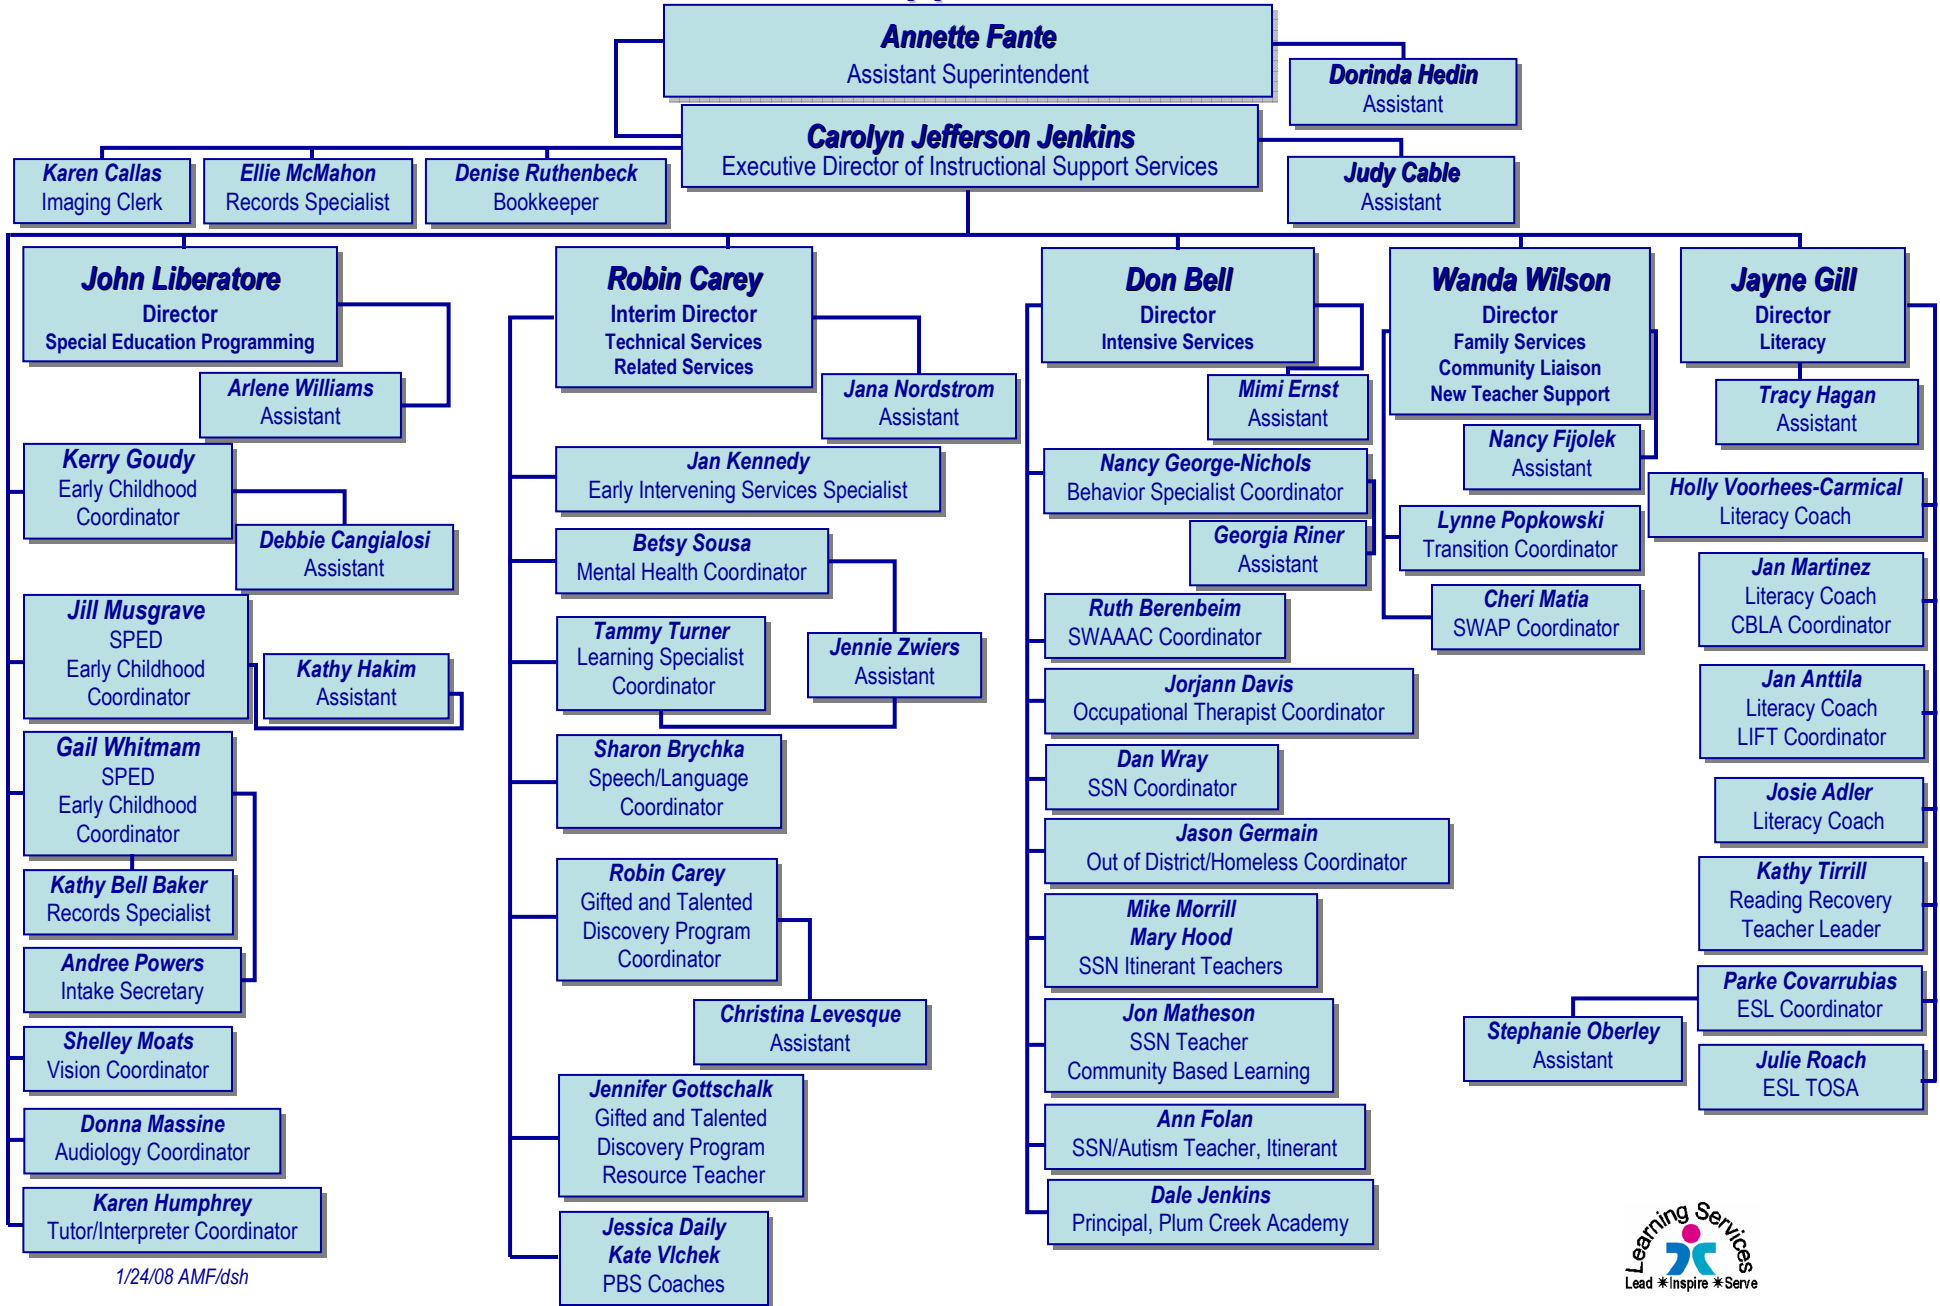 Annette Fante
Assistant Superintendent
Dorinda Hedin
Assistant
Carolyn Jefferson Jenkins
Executive Director of Instructional Support Services
Karen Callas
Imaging Clerk
Ellie McMahon
Records Specialist
Denise Ruthenbeck
Bookkeeper
Judy Cable
Assistant
John Liberatore
Director
Special Education Programming
Arlene Williams
Assistant
Kerry Goudy
Early Childhood
Coordinator
Debbie Cangialosi
Assistant
Jill Musgrave
SPED
Early Childhood
Coordinator
Kathy Hakim
Assistant
Gail Whitmam
SPED
Early Childhood
Coordinator
Kathy Bell Baker
Records Specialist
Andree Powers
Intake Secretary
Shelley Moats
Vision Coordinator
Donna Massine
Audiology Coordinator
Karen Humphrey
Tutor/Interpreter Coordinator
1/24/08 AMF/dsh
Robin Carey
Interim Director
Technical Services
Related Services
Jana Nordstrom
Assistant
Jan Kennedy
Early Intervening Services Specialist
Betsy Sousa
Mental Health Coordinator
Tammy Turner
Learning Specialist
Coordinator
Jennie Zwiers
Assistant
Sharon Brychka
Speech/Language
Coordinator
Robin Carey
Gifted and Talented
Discovery Program
Coordinator
Christina Levesque
Assistant
Jennifer Gottschalk
Gifted and Talented
Discovery Program
Resource Teacher
Jessica Daily
Kate Vlchek
PBS Coaches
Don Bell
Director
Intensive Services
Mimi Ernst
Assistant
Nancy George-Nichols
Behavior Specialist Coordinator
Georgia Riner
Assistant
Ruth Berenbeim
SWAAAC Coordinator
Jorjann Davis
Occupational Therapist Coordinator
Dan Wray
SSN Coordinator
Jason Germain
Out of District/Homeless Coordinator
Mike Morrill
Mary Hood
SSN Itinerant Teachers
Jon Matheson
SSN Teacher
Community Based Learning
Ann Folan
SSN/Autism Teacher, Itinerant
Dale Jenkins
Principal, Plum Creek Academy
Wanda Wilson
Director
Family Services
Community Liaison
New Teacher Support
Nancy Fijolek
Assistant
Lynne Popkowski
Transition Coordinator
Cheri Matia
SWAP Coordinator
Jayne Gill
Director
Literacy
Tracy Hagan
Assistant
Holly Voorhees-Carmical
Literacy Coach
Jan Martinez
Literacy Coach
CBLA Coordinator
Jan Anttila
Literacy Coach
LIFT Coordinator
Josie Adler
Literacy Coach
Kathy Tirrill
Reading Recovery
Teacher Leader
Parke Covarrubias
ESL Coordinator
Stephanie Oberley
Assistant
Julie Roach
ESL TOSA
Learning Services
Lead ✴Inspire ✴Serve